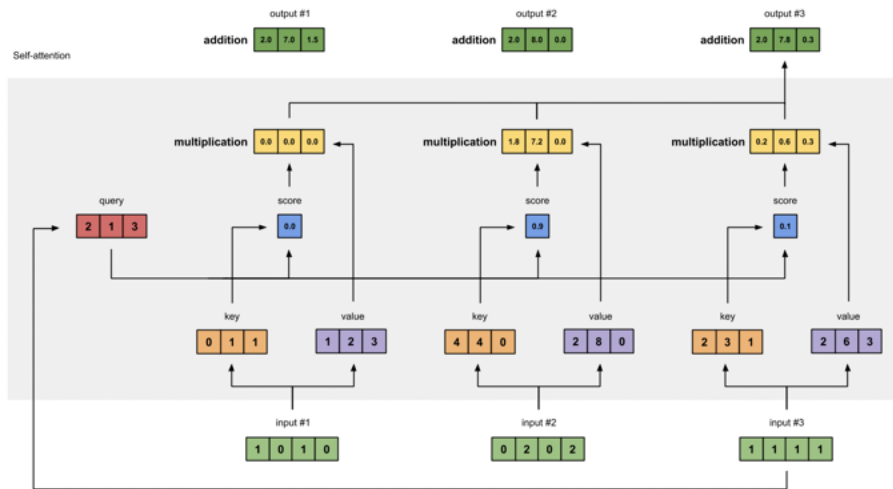 output #1 output #2 output #3
addition 2.0 7.0 1.5 addition 2.0 8.0 0.0 addition 2.0 7.8 0.3
Self-attention
multiplication 0.0 0.0 0.0 multiplication 1.8 7.2 0.0 multiplication 0.2 0.6 0.3
query score score score
2 1 3 0.0 0.9 0.1
key value key value key value
0 1 1 1 2 3 4 4 0 2 8 0 2 3 1 2 6 3
input #1 input #2 input #3
1 0 1 0 0 2 0 2 1 1 1 1